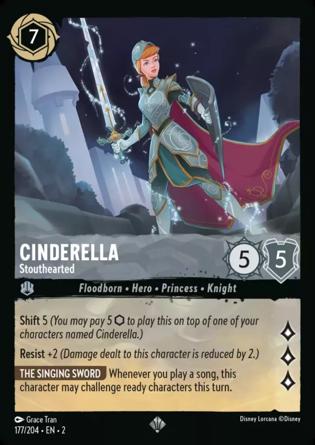 7
CINDERELLA
Stouthearted
5 5
Floodborn • Hero • Princess • Knight
Shift 5 (You may pay 5 ⬡ to play this on top of one of your
characters named Cinderella.)
Resist +2 (Damage dealt to this character is reduced by 2.)
THE SINGING SWORD Whenever you play a song, this
character may challenge ready characters this turn.
Grace Tran
177/204 • EN • 2
Disney Lorcana ©Disney